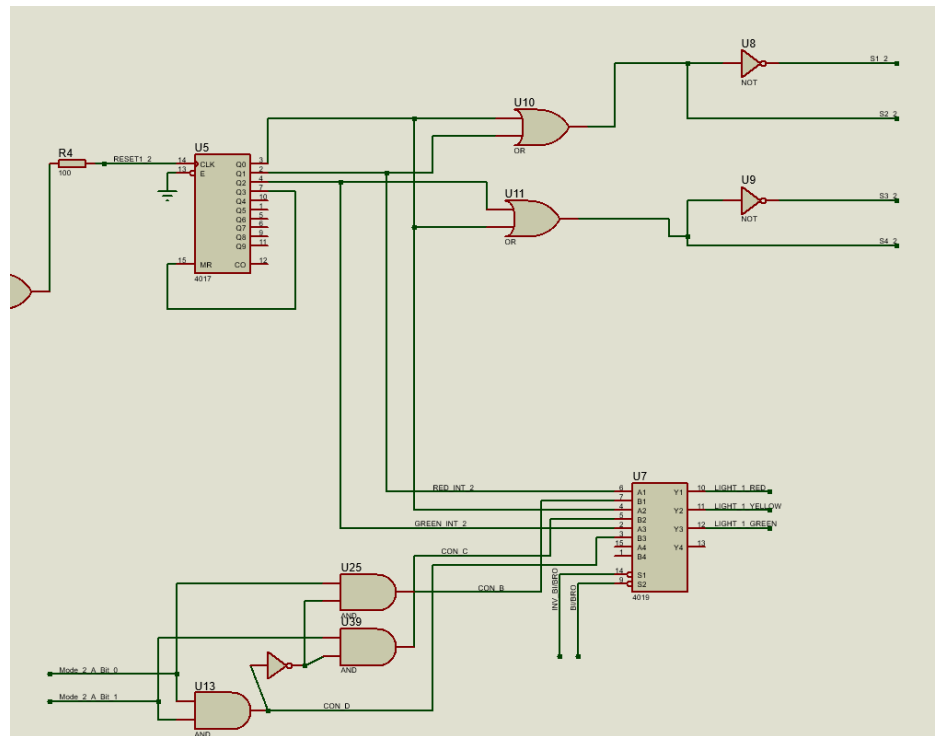 U8
NOT
S1_2
S2_2
U10
OR
R4
100
RESET1_2
U5
14 CLK Q0 3
13 E Q1 2
Q2 4
Q3 7
Q4 10
Q5 1
Q6 5
Q7 6
Q8 9
Q9 11
15 MR CO 12
4017
U11
OR
U9
NOT
S3_2
S4_2
U7
RED_INT_2
6 A1 Y1 10 LIGHT_1_RED
7 B1
4 A2 Y2 11 LIGHT_1_YELLOW
5 B2
GREEN_INT_2
2 A3 Y3 12 LIGHT_1_GREEN
3 B3
15 A4 Y4 13
1 B4
14 S1
9 S2
4019
INV_BIBRO
BIBRO
CON_C
U25
AND
CON_B
U39
AND
Mode_2_A_Bit_0
Mode_2_A_Bit_1
U13
AND
CON_D